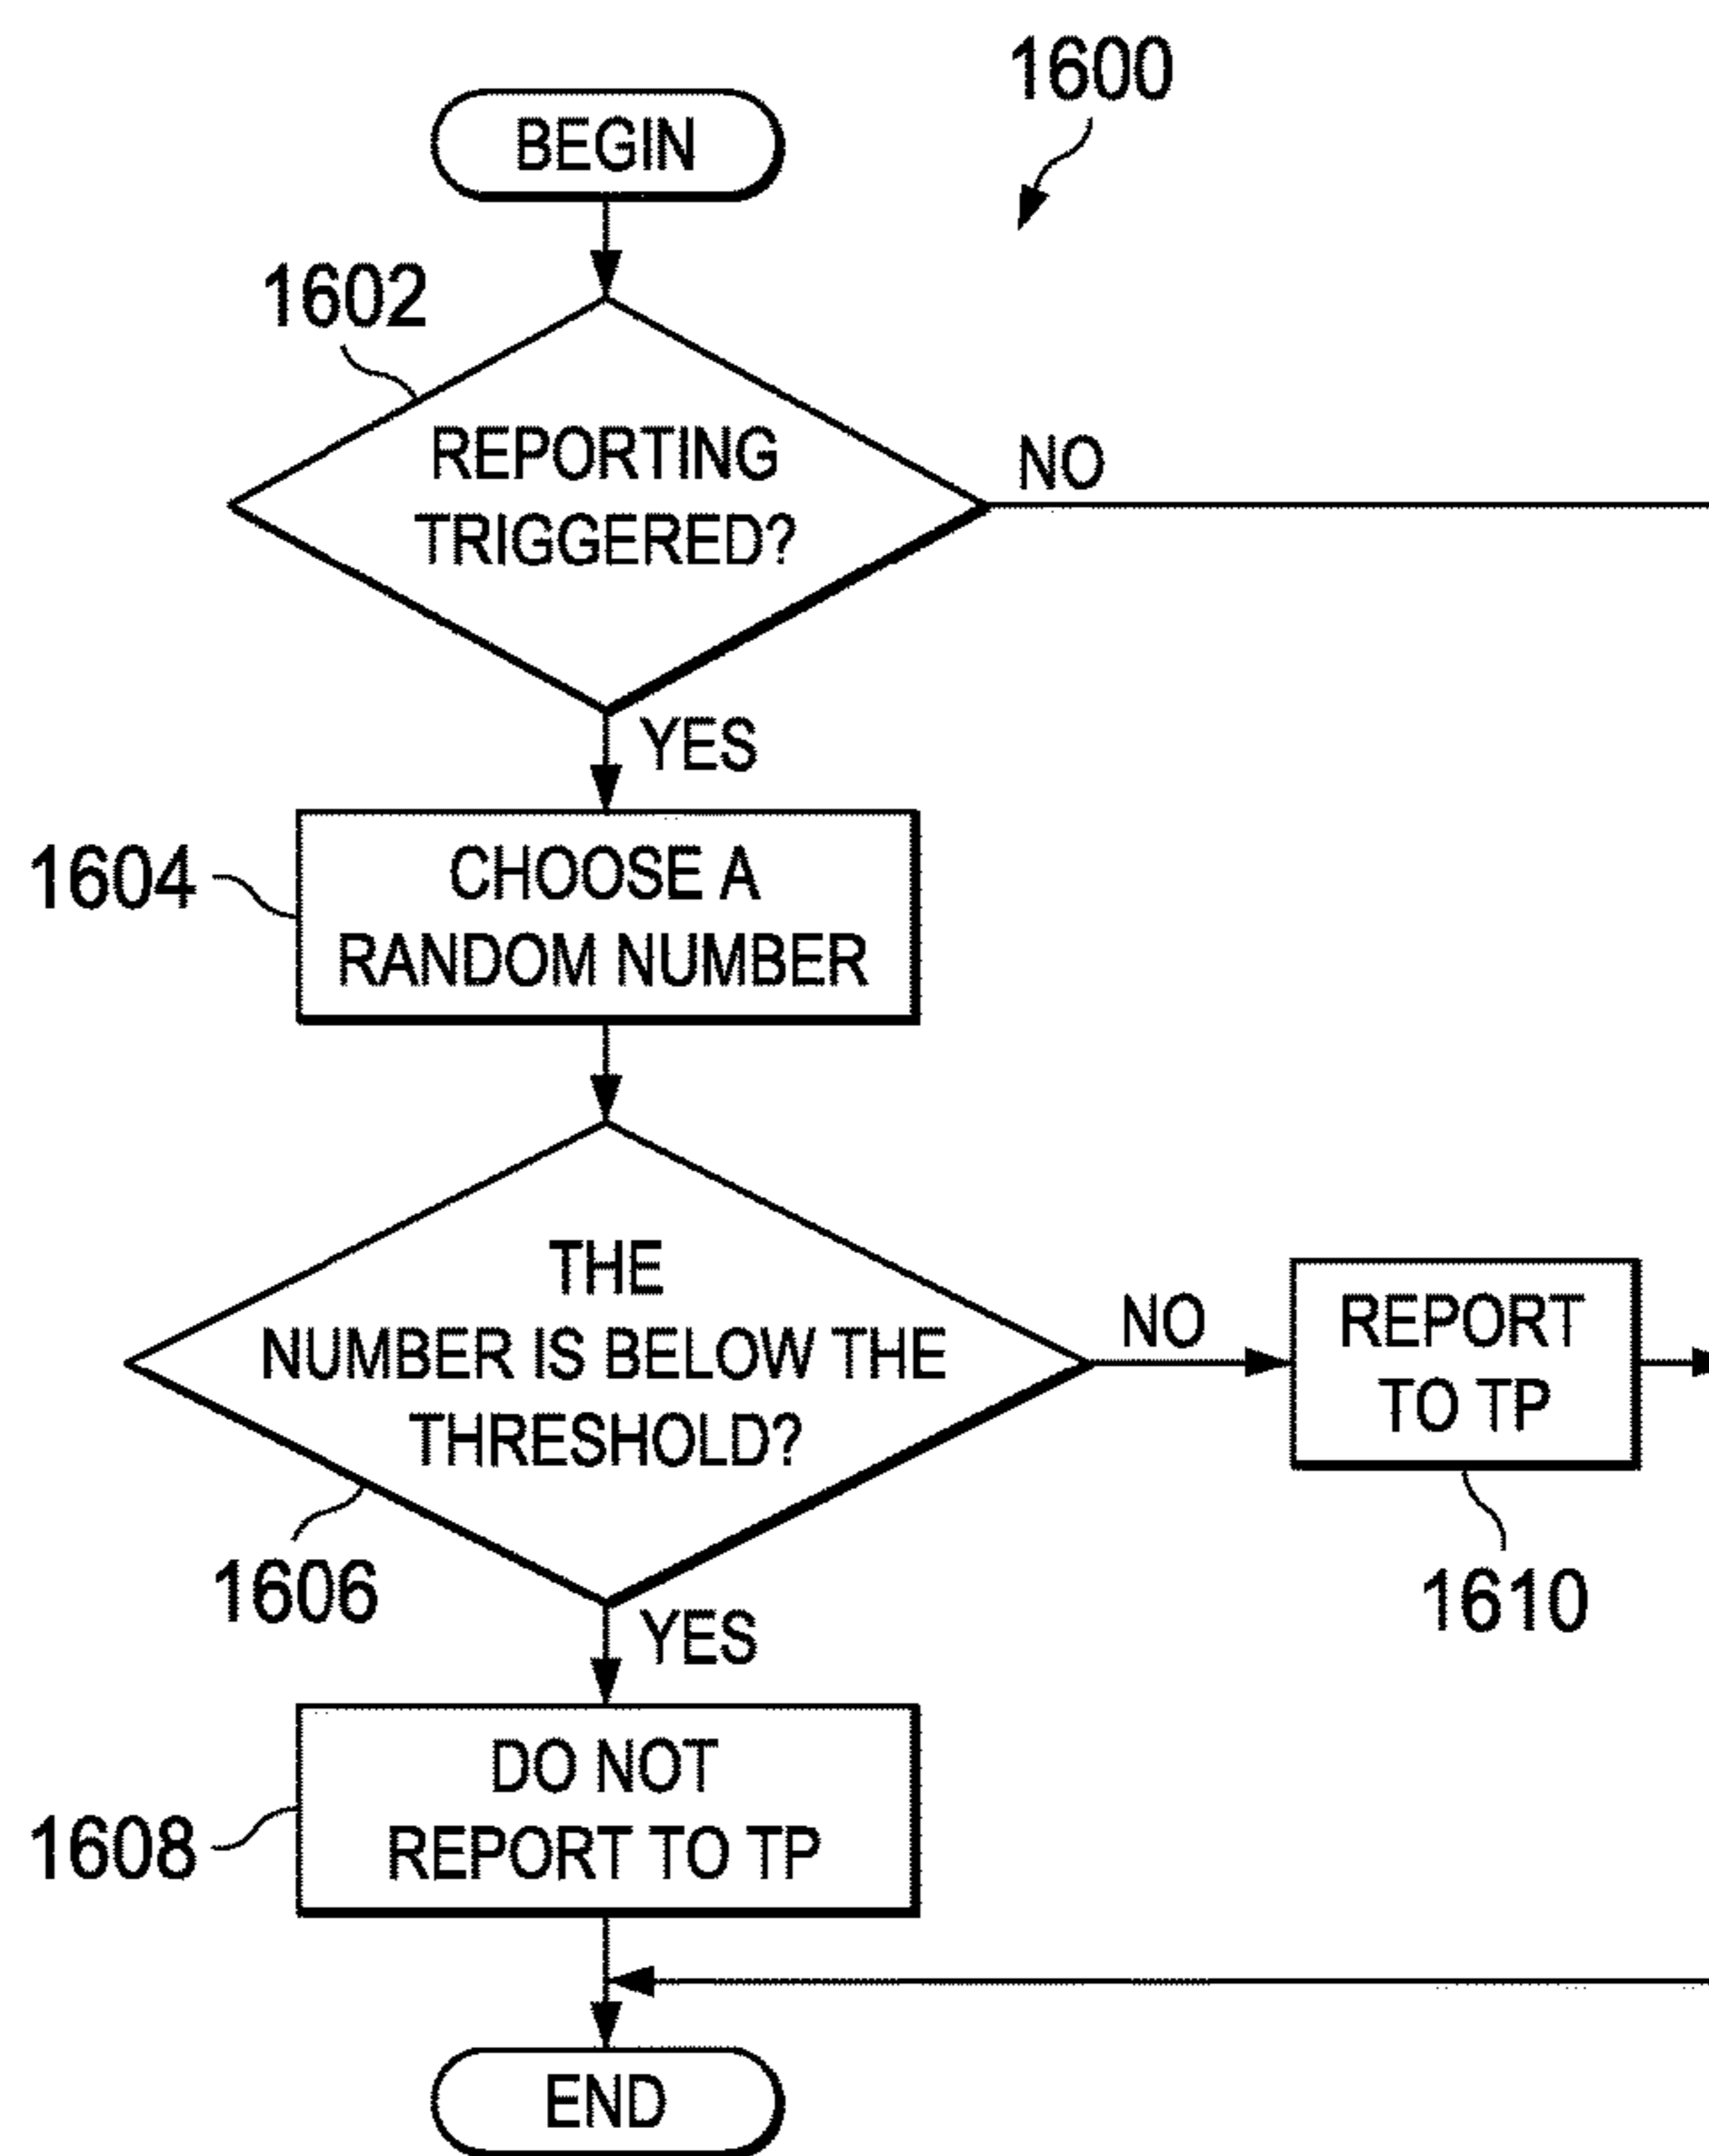 1600
BEGIN
1602
REPORTING
TRIGGERED?
NO
YES
1604
CHOOSE A
RANDOM NUMBER
THE
NUMBER IS BELOW THE
THRESHOLD?
NO
REPORT
TO TP
1606
1610
YES
DO NOT
REPORT TO TP
1608
END